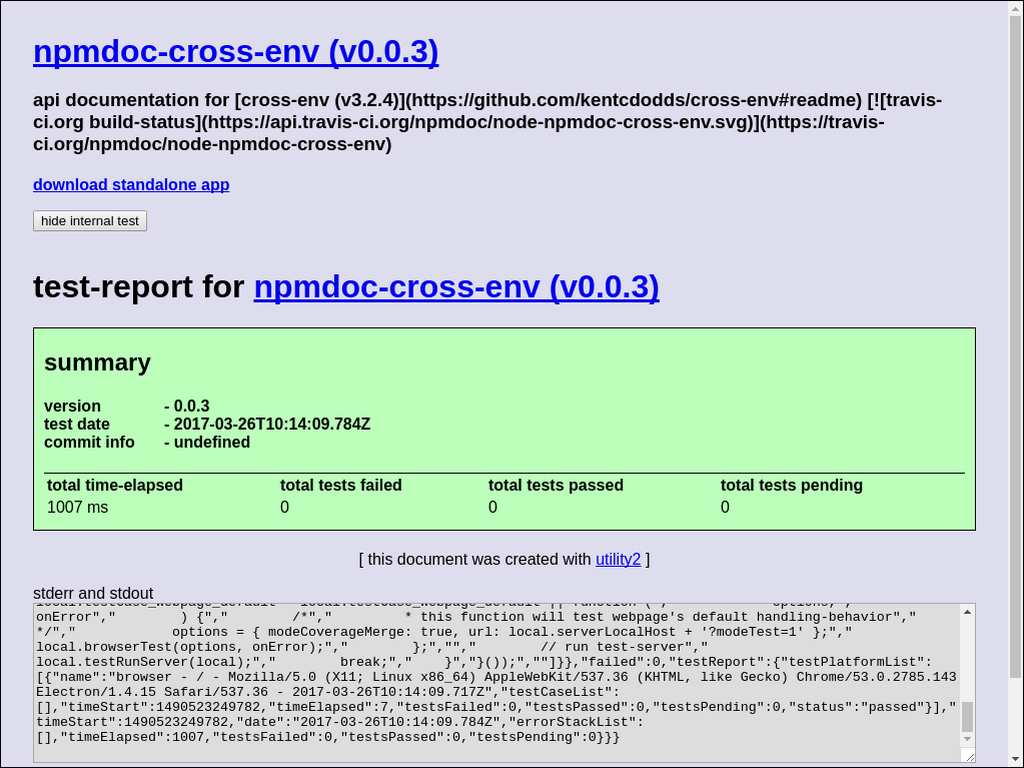 npmdoc-cross-env (v0.0.3)
api documentation for [cross-env (v3.2.4)](https://github.com/kentcdodds/cross-env#readme) [![travis-
ci.org build-status](https://api.travis-ci.org/npmdoc/node-npmdoc-cross-env.svg)](https://travis-
ci.org/npmdoc/node-npmdoc-cross-env)
download standalone app
hide internal test
test-report for npmdoc-cross-env (v0.0.3)
summary
version - 0.0.3
test date - 2017-03-26T10:14:09.784Z
commit info - undefined
total time-elapsed total tests failed total tests passed total tests pending
1007 ms 0 0 0
[ this document was created with utility2 ]
stderr and stdout
onError","        ) {","        /*","         * this function will test webpage's default handling-behavior","
*/","            options = { modeCoverageMerge: true, url: local.serverLocalHost + '?modeTest=1' };","
local.browserTest(options, onError);","        };","","        // run test-server","
local.testRunServer(local);","        break;","    }","}());",""]}},"failed":0,"testReport":{"testPlatformList":
[{"name":"browser - / - Mozilla/5.0 (X11; Linux x86_64) AppleWebKit/537.36 (KHTML, like Gecko) Chrome/53.0.2785.143
Electron/1.4.15 Safari/537.36 - 2017-03-26T10:14:09.717Z","testCaseList":
[],"timeStart":1490523249782,"timeElapsed":7,"testsFailed":0,"testsPassed":0,"testsPending":0,"status":"passed"}],"
timeStart":1490523249782,"date":"2017-03-26T10:14:09.784Z","errorStackList":
[],"timeElapsed":1007,"testsFailed":0,"testsPassed":0,"testsPending":0}}}